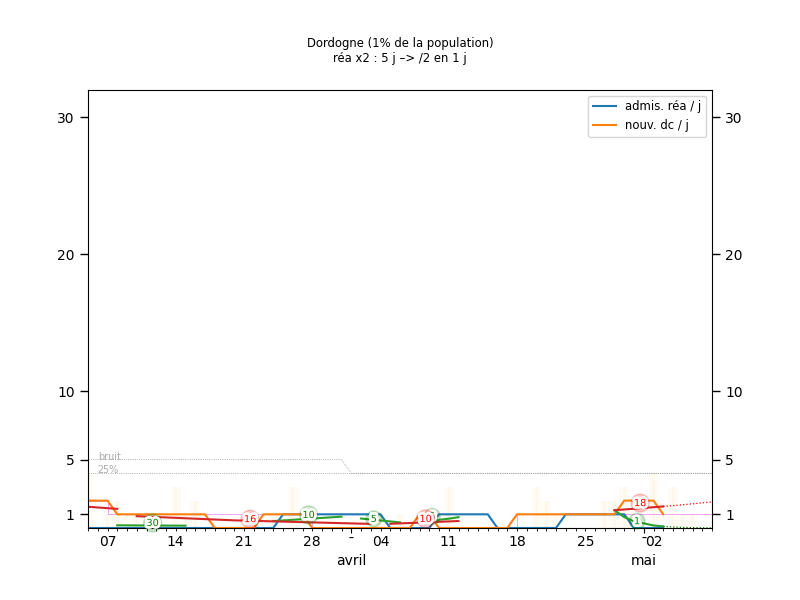 Dordogne (1% de la population)
réa x2 : 5 j –> /2 en 1 j
admis. réa / j
nouv. dc / j
30 30
20 20
10 10
5 5
1 1
bruit
25%
30 16 10 5 10 18 1
07 14 21 28 - 04 11 18 25 - 02
avril mai